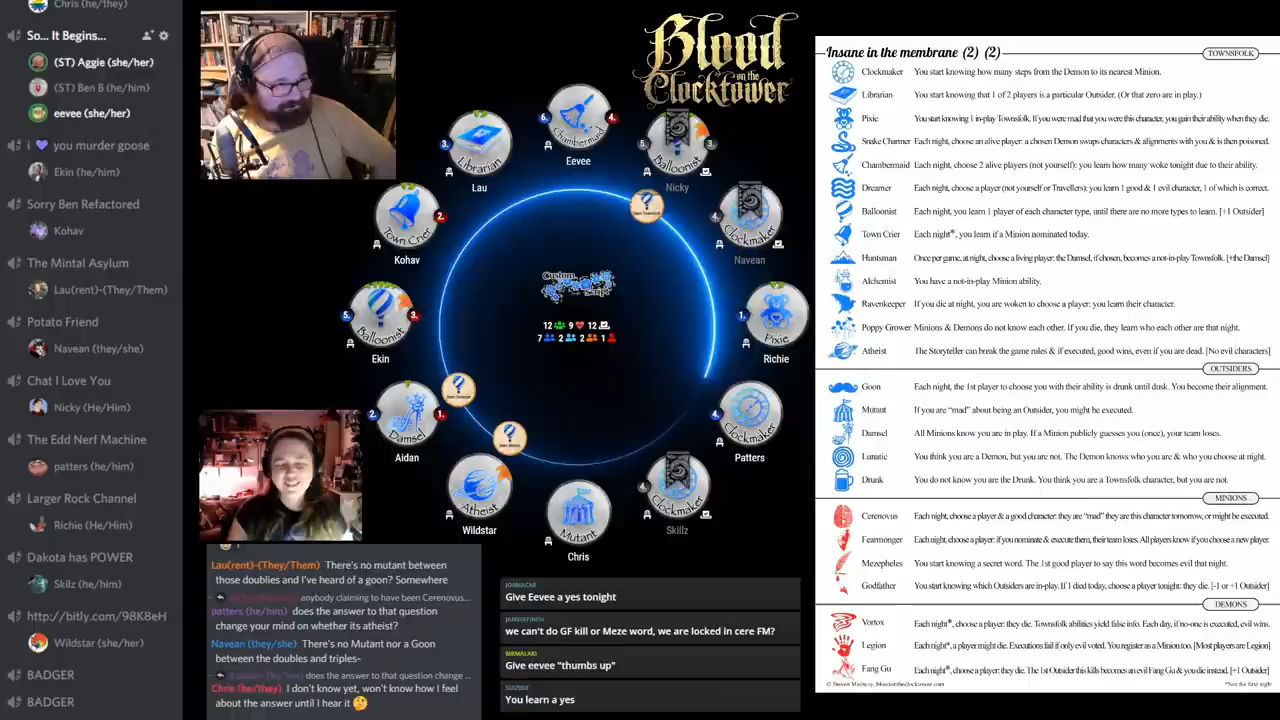 Chris (he/they)
So... It Begins...
(ST) Aggie (she/her)
(ST) Ben B (he/him)
eevee (she/her)
i 💜 you murder goose
Ekin (he/him)
Sorry Ben Refactored
Kohav
The Mintal Asylum
Lau(rent)-(They/Them)
Potato Friend
Navean (they/she)
Chat I Love You
Nicky (He/Him)
The Edd Nerf Machine
patters (he/him)
Larger Rock Channel
Richie (He/Him)
Dakota has POWER
Skilz (he/him)
http://bitly.com/98K8eH
Wildstar (she/her)
BADGER
BADGER
Blood
on the
Clocktower
Chambermaid
6.
4.
Eevee
Librarian
3.
Lau
Balloonist
5.
3.
Nicky
Town Crier
2.
Kohav
Clockmaker
4.
Navean
Balloonist
5.
3.
Ekin
Pixie
1.
Richie
Damsel
2.
1.
Aidan
Clockmaker
4.
Patters
Atheist
Wildstar
Mutant
Chris
Clockmaker
4.
Skillz
Custom
Script
12 9 12
7 2 2 2 1
Lau(rent)-(They/Them) There's no mutant between
those doublies and I've heard of a goon? Somewhere
anybody claiming to have been Cerenovus...
patters (he/him) does the answer to that question
change your mind on whether its atheist?
Navean (they/she) There's no Mutant nor a Goon
between the doubles and triples-
does the answer to that question change ...
Chris (he/they) I don't know yet, won't know how I feel
about the answer until I hear it 🤔
JORMACAR
Give Eevee a yes tonight
we can't do GF kill or Meze word, we are locked in cere FM?
Give eevee "thumbs up"
You learn a yes
Insane in the membrane (2) (2)
TOWNSFOLK
Clockmaker You start knowing how many steps from the Demon to its nearest Minion.
Librarian You start knowing that 1 of 2 players is a particular Outsider. (Or that zero are in play.)
Pixie You start knowing 1 in-play Townsfolk. If you were mad that you were this character, you gain their ability when they die.
Snake Charmer Each night, choose an alive player: a chosen Demon swaps characters & alignments with you & is then poisoned.
Chambermaid Each night, choose 2 alive players (not yourself): you learn how many woke tonight due to their ability.
Dreamer Each night, choose a player (not yourself or Travellers): you learn 1 good & 1 evil character, 1 of which is correct.
Balloonist Each night, you learn 1 player of each character type, until there are no more types to learn. [+1 Outsider]
Town Crier Each night*, you learn if a Minion nominated today.
Huntsman Once per game, at night, choose a living player: the Damsel, if chosen, becomes a not-in-play Townsfolk. [+the Damsel]
Alchemist You have a not-in-play Minion ability.
Ravenkeeper If you die at night, you are woken to choose a player: you learn their character.
Poppy Grower Minions & Demons do not know each other. If you die, they learn who each other are that night.
Atheist The Storyteller can break the game rules & if executed, good wins, even if you are dead. [No evil characters]
OUTSIDERS
Goon Each night, the 1st player to choose you with their ability is drunk until dusk. You become their alignment.
Mutant If you are "mad" about being an Outsider, you might be executed.
Damsel All Minions know you are in play. If a Minion publicly guesses you (once), your team loses.
Lunatic You think you are a Demon, but you are not. The Demon knows who you are & who you choose at night.
Drunk You do not know you are the Drunk. You think you are a Townsfolk character, but you are not.
MINIONS
Cerenovus Each night, choose a player & a good character: they are "mad" they are this character tomorrow, or might be executed.
Fearmonger Each night, choose a player: if you nominate & execute them, their team loses. All players know if you choose a new player.
Mezepheles You start knowing a secret word. The 1st good player to say this word becomes evil that night.
Godfather You start knowing which Outsiders are in-play. If 1 died today, choose a player tonight: they die. [-1 or +1 Outsider]
DEMONS
Vortox Each night*, choose a player: they die. Townsfolk abilities yield false info. Each day, if no-one is executed, evil wins.
Legion Each night*, a player might die. Executions fail if only evil voted. You register as a Minion too. [Most players are Legion]
Fang Gu Each night*, choose a player: they die. The 1st Outsider this kills becomes an evil Fang Gu & you die instead. [+1 Outsider]
© Steven Medway, bloodontheclocktower.com
*Not the first night